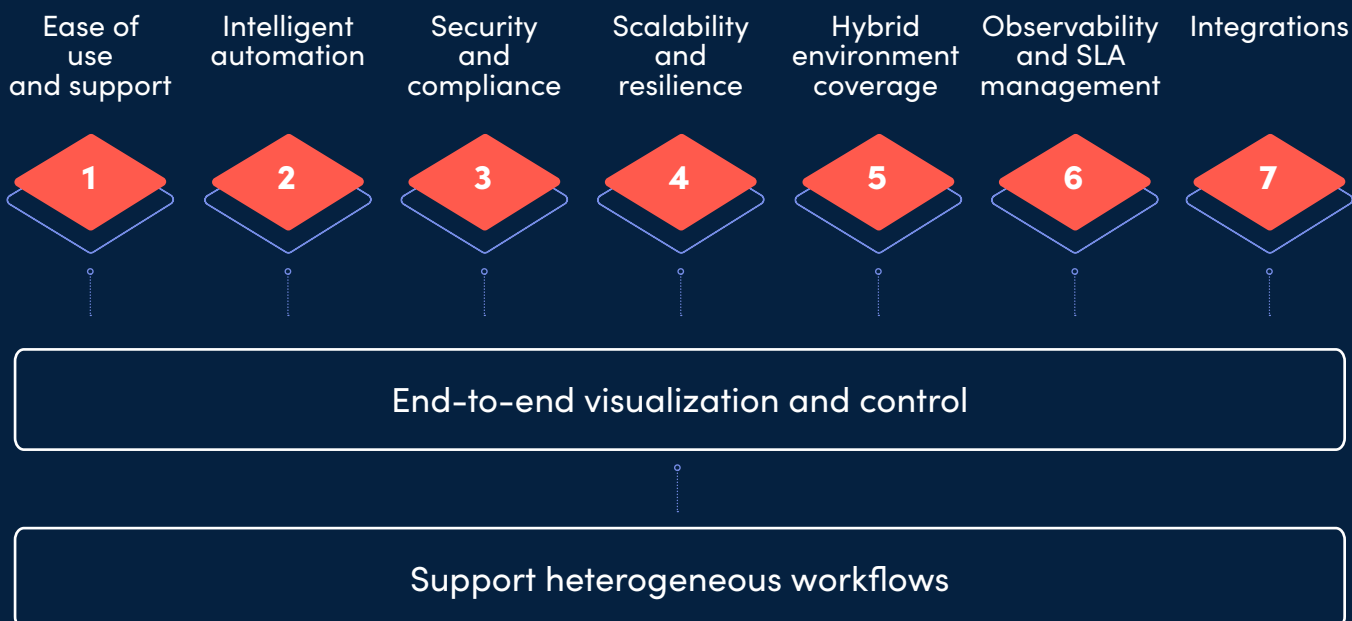 Ease of
use
and support
Intelligent
automation
Security
and
compliance
Scalability
and
resilience
Hybrid
environment
coverage
Observability
and SLA
management
Integrations
1
2
3
4
5
6
7
End-to-end visualization and control
Support heterogeneous workflows